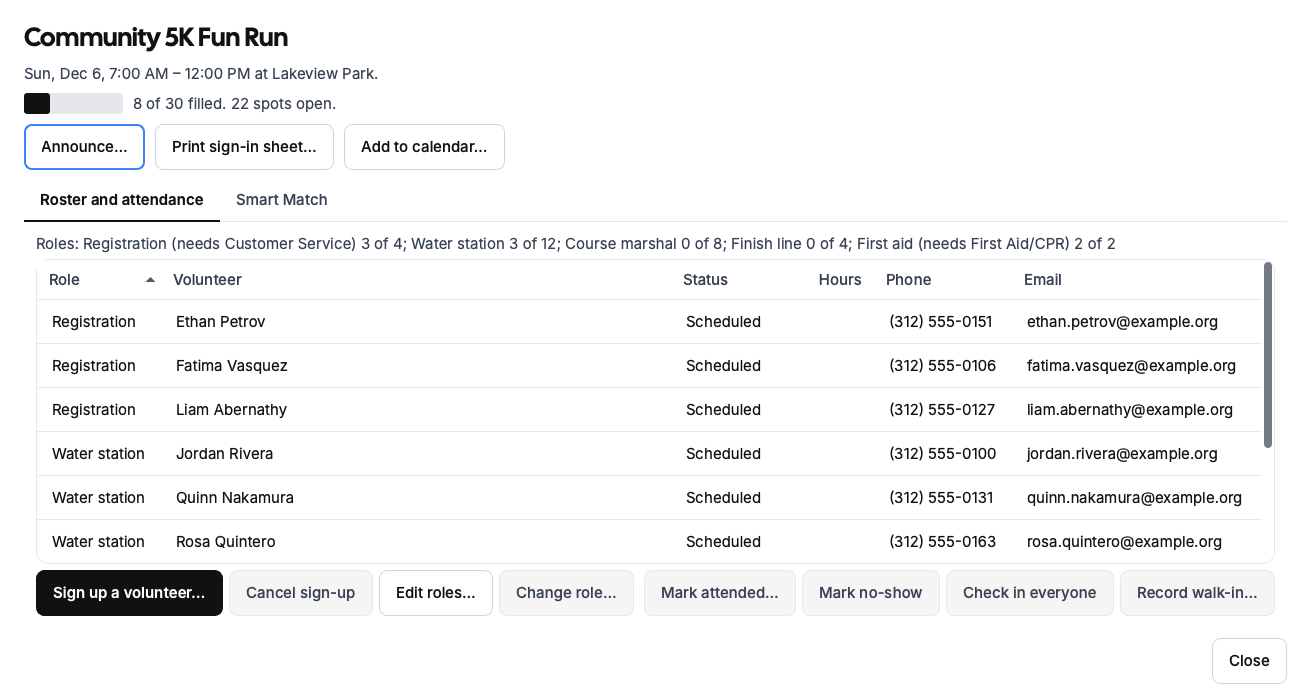 Community 5K Fun Run
Sun, Dec 6, 7:00 AM – 12:00 PM at Lakeview Park.
8 of 30 filled. 22 spots open.
Announce... Print sign-in sheet... Add to calendar...
Roster and attendance Smart Match
Roles: Registration (needs Customer Service) 3 of 4; Water station 3 of 12; Course marshal 0 of 8; Finish line 0 of 4; First aid (needs First Aid/CPR) 2 of 2
Role Volunteer Status Hours Phone Email
Registration Ethan Petrov Scheduled (312) 555-0151 ethan.petrov@example.org
Registration Fatima Vasquez Scheduled (312) 555-0106 fatima.vasquez@example.org
Registration Liam Abernathy Scheduled (312) 555-0127 liam.abernathy@example.org
Water station Jordan Rivera Scheduled (312) 555-0100 jordan.rivera@example.org
Water station Quinn Nakamura Scheduled (312) 555-0131 quinn.nakamura@example.org
Water station Rosa Quintero Scheduled (312) 555-0163 rosa.quintero@example.org
Sign up a volunteer... Cancel sign-up Edit roles... Change role... Mark attended... Mark no-show Check in everyone Record walk-in...
Close